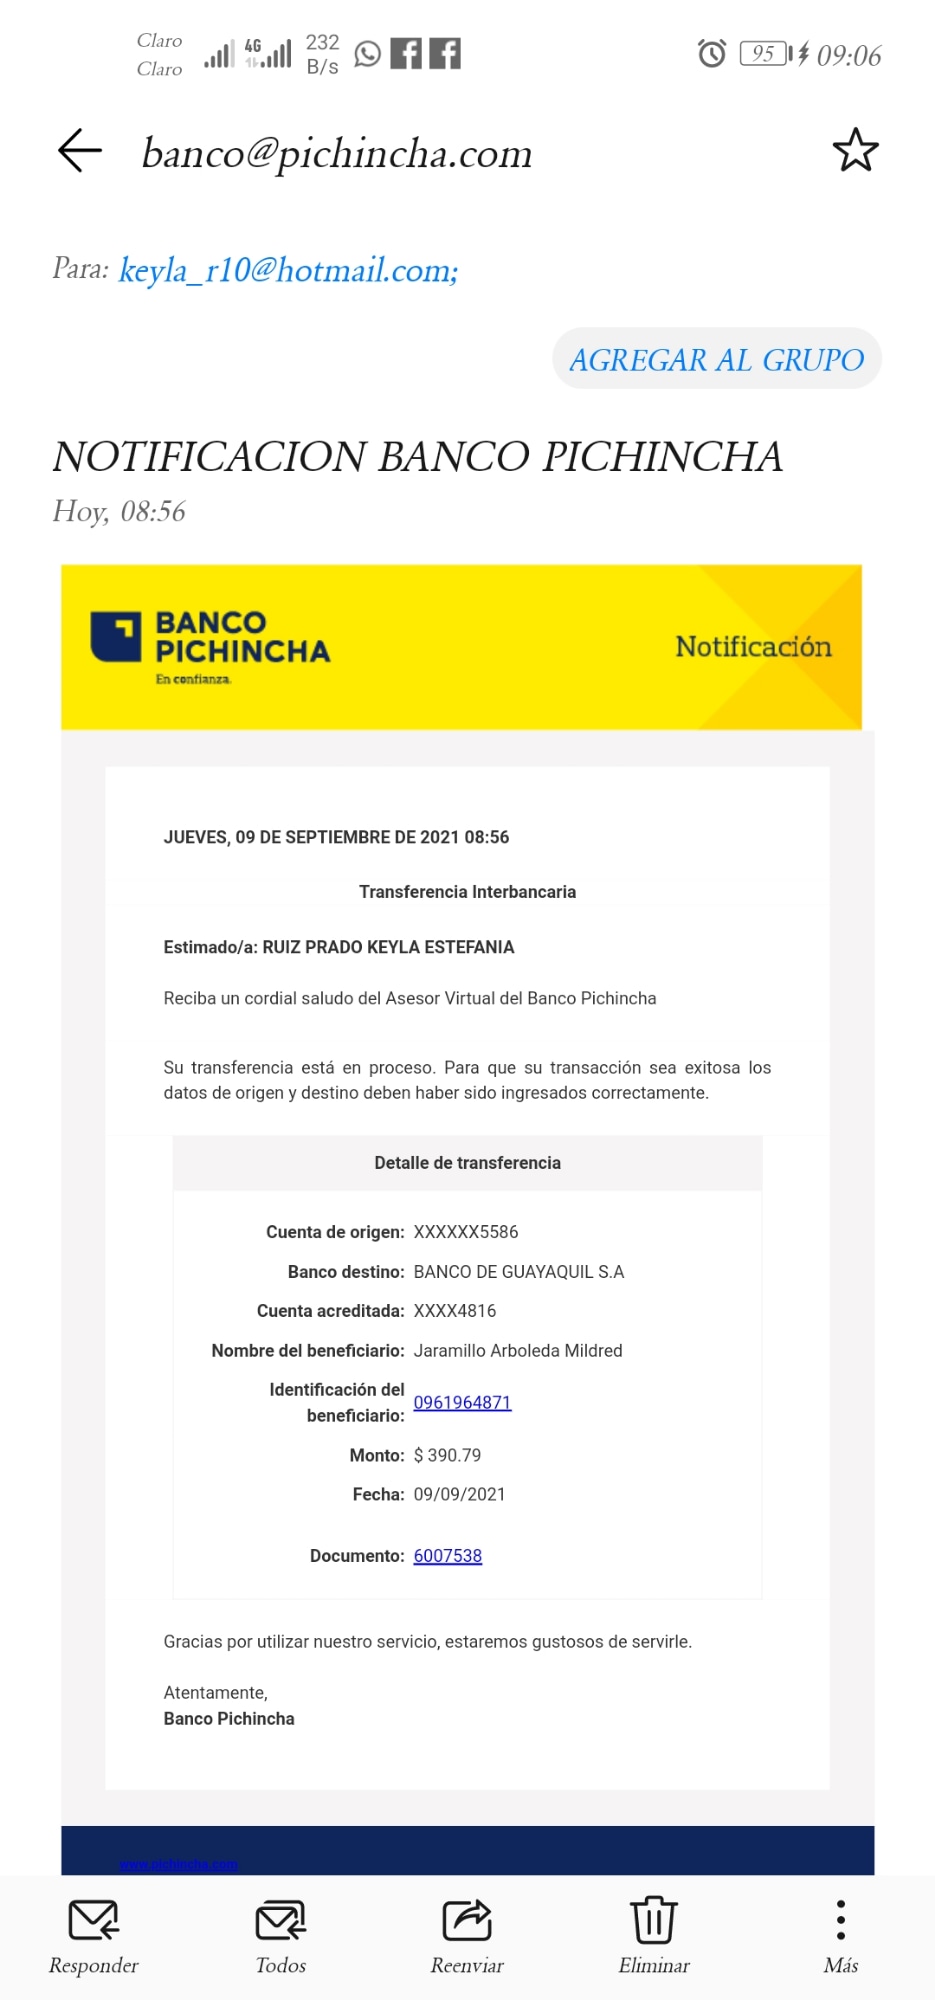 Claro
Claro
4G
232
B/s
95
09:06
banco@pichincha.com
Para: keyla_r10@hotmail.com;
AGREGAR AL GRUPO
NOTIFICACION BANCO PICHINCHA
Hoy, 08:56
BANCO
PICHINCHA
En confianza.
Notificación
JUEVES, 09 DE SEPTIEMBRE DE 2021 08:56
Transferencia Interbancaria
Estimado/a: RUIZ PRADO KEYLA ESTEFANIA
Reciba un cordial saludo del Asesor Virtual del Banco Pichincha
Su transferencia está en proceso. Para que su transacción sea exitosa los
datos de origen y destino deben haber sido ingresados correctamente.
Detalle de transferencia
Cuenta de origen: XXXXXX5586
Banco destino: BANCO DE GUAYAQUIL S.A
Cuenta acreditada: XXXX4816
Nombre del beneficiario: Jaramillo Arboleda Mildred
Identificación del
beneficiario: 0961964871
Monto: $ 390.79
Fecha: 09/09/2021
Documento: 6007538
Gracias por utilizar nuestro servicio, estaremos gustosos de servirle.
Atentamente,
Banco Pichincha
www.pichincha.com
Responder
Todos
Reenviar
Eliminar
Más